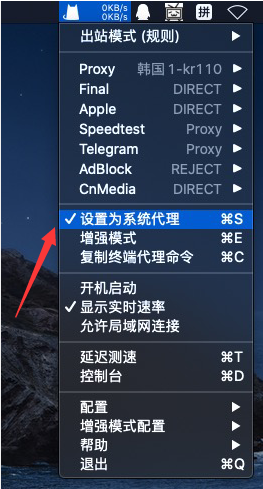 0KB/s
0KB/s
拼
出站模式 (规则)
Proxy 韩国1-kr110
Final DIRECT
Apple DIRECT
Speedtest Proxy
Telegram Proxy
AdBlock REJECT
CnMedia DIRECT
✓ 设置为系统代理 ⌘S
增强模式 ⌘E
复制终端代理命令 ⌘C
开机启动
✓ 显示实时速率
允许局域网连接
延迟测速 ⌘T
控制台 ⌘D
配置
增强模式配置
帮助
退出 ⌘Q